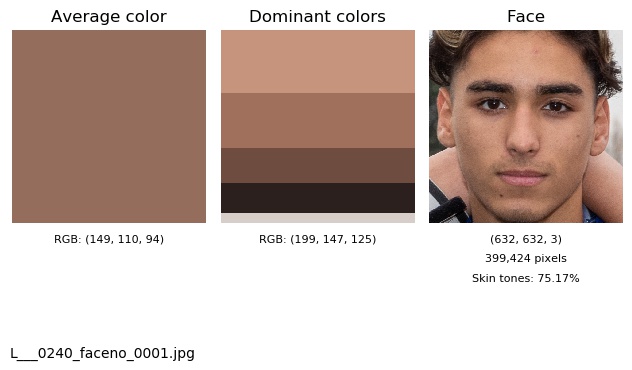 Average color
Dominant colors
Face
RGB: (149, 110, 94)
RGB: (199, 147, 125)
(632, 632, 3)
399,424 pixels
Skin tones: 75.17%
L___0240_faceno_0001.jpg